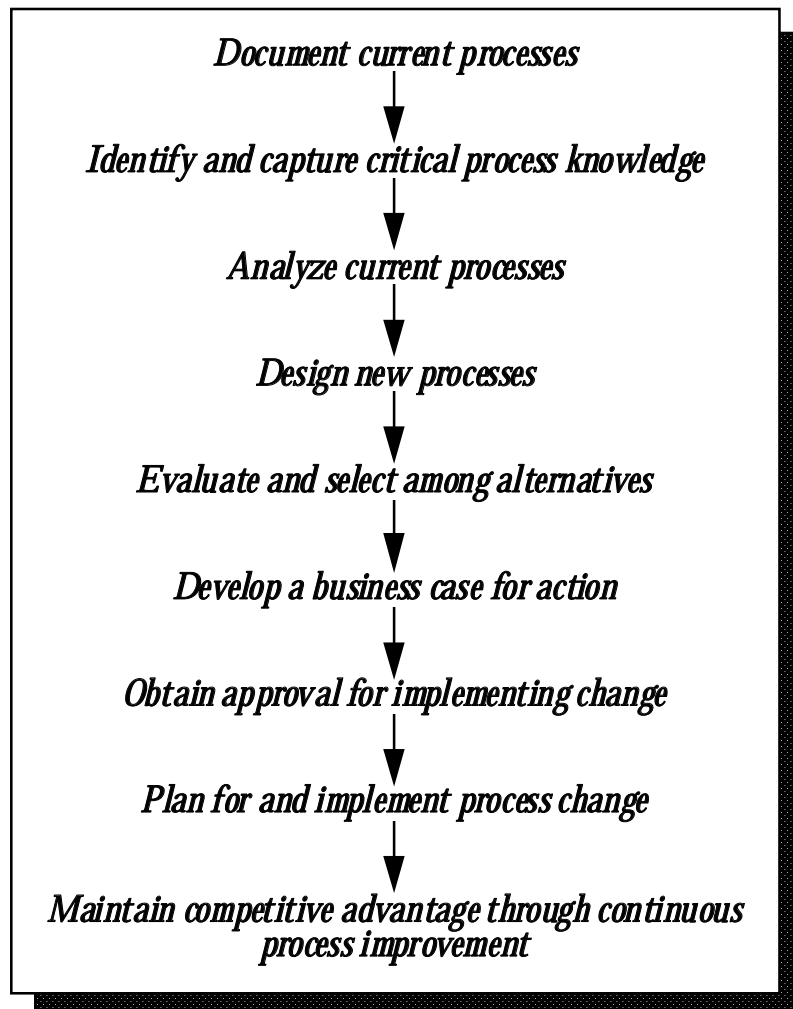 Document current processes
Identify and capture critical process knowledge
Analyze current processes
Design new processes
Evaluate and select among alternatives
Develop a business case for action
Obtain approval for implementing change
Plan for and implement process change
Maintain competitive advantage through continuous
process improvement